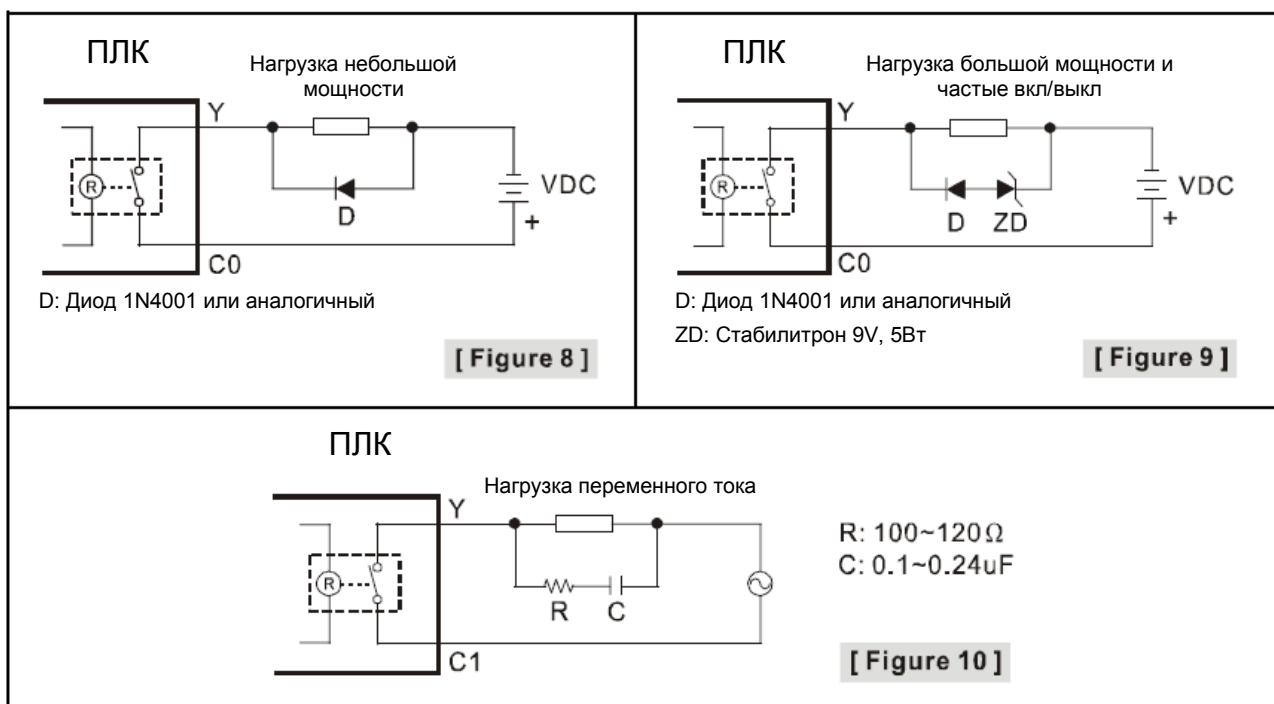 ПЛК
Нагрузка небольшой
мощности
Y
R
D
VDC
+
C0
D: Диод 1N4001 или аналогичный
[ Figure 8 ]
ПЛК
Нагрузка большой мощности и
частые вкл/выкл
Y
R
D ZD
VDC
+
C0
D: Диод 1N4001 или аналогичный
ZD: Стабилитрон 9V, 5Вт
[ Figure 9 ]
ПЛК
Нагрузка переменного тока
Y
R
R C
C1
R: 100~120Ω
C: 0.1~0.24uF
[ Figure 10 ]